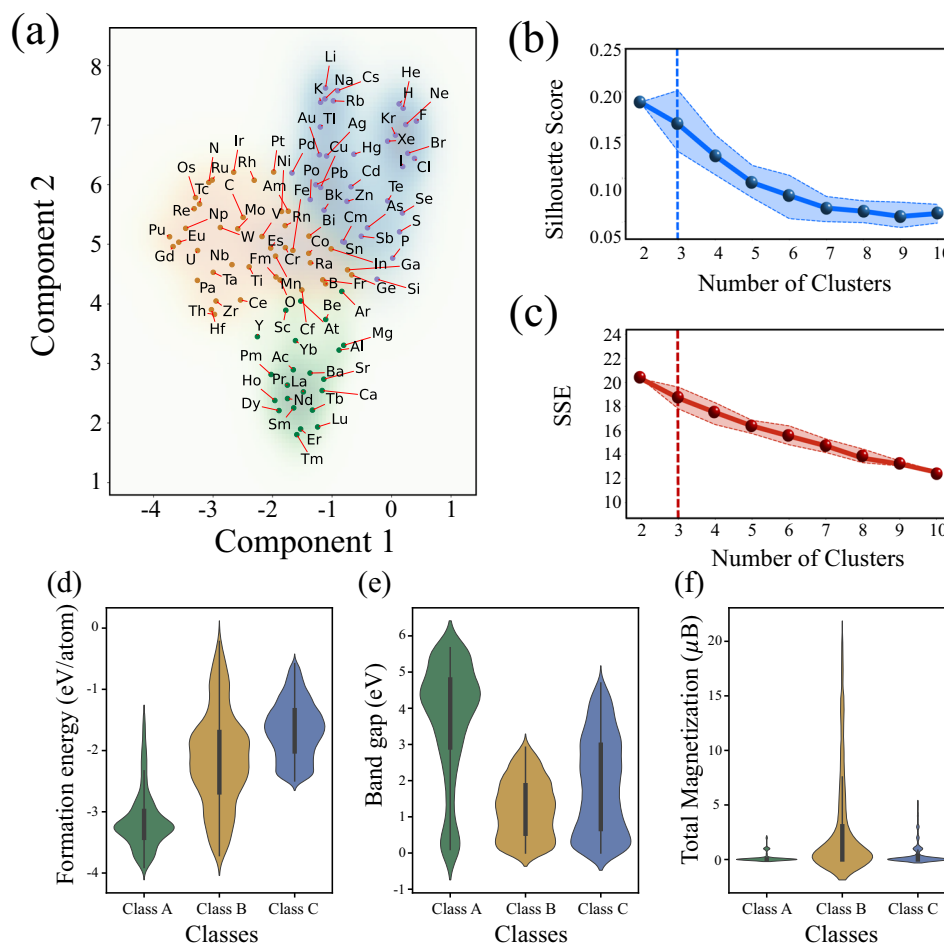 (a)
8
7
6
5
4
3
2
1
Component 2
-4 -3 -2 -1 0 1
Component 1
Li
K Na Cs
Rb
He
H
Ne
F
Au Tl Ag
Kr
Xe
Br
I Cl
N Ir Pt
Ru Rh Ni
Pd
Cu
Hg
Os
Tc C
Am Fe Po Pb
Cd
Te
Re Np Mo V Rn Bk Zn
Se
Bi Cm As S
Pu Eu W Es
Co Sb P
Gd U Nb Fm Cr Ra In Ga
Ta Ti Mn B Fr Ge Si
Pa
Th Zr Ce O Be Ar
Hf Y Sc Cf At
Yb Al Mg
Pm Ac
Ba Sr
Ho Pr La
Ca
Dy Nd Tb
Sm Lu
Er
Tm
(b)
0.25
0.20
0.15
0.10
0.05
Silhouette Score
2 3 4 5 6 7 8 9 10
Number of Clusters
(c)
24
22
20
18
16
14
12
10
SSE
2 3 4 5 6 7 8 9 10
Number of Clusters
(d)
0
-1
-2
-3
-4
Formation energy (eV/atom)
Class A Class B Class C
Classes
(e)
6
5
4
3
2
1
0
-1
Band gap (eV)
Class A Class B Class C
Classes
(f)
20
15
10
5
0
Total Magnetization (μB)
Class A Class B Class C
Classes